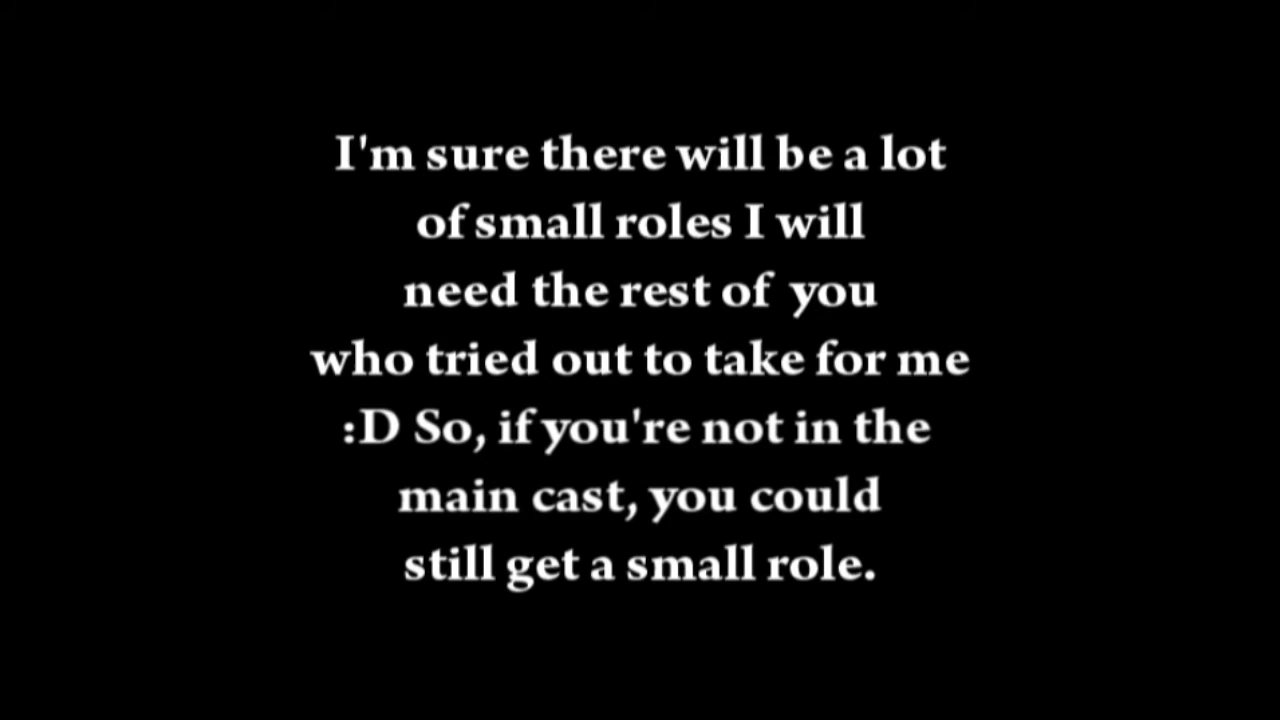 I'm sure there will be a lot
of small roles I will
need the rest of you
who tried out to take for me
:D So, if you're not in the
main cast, you could
still get a small role.